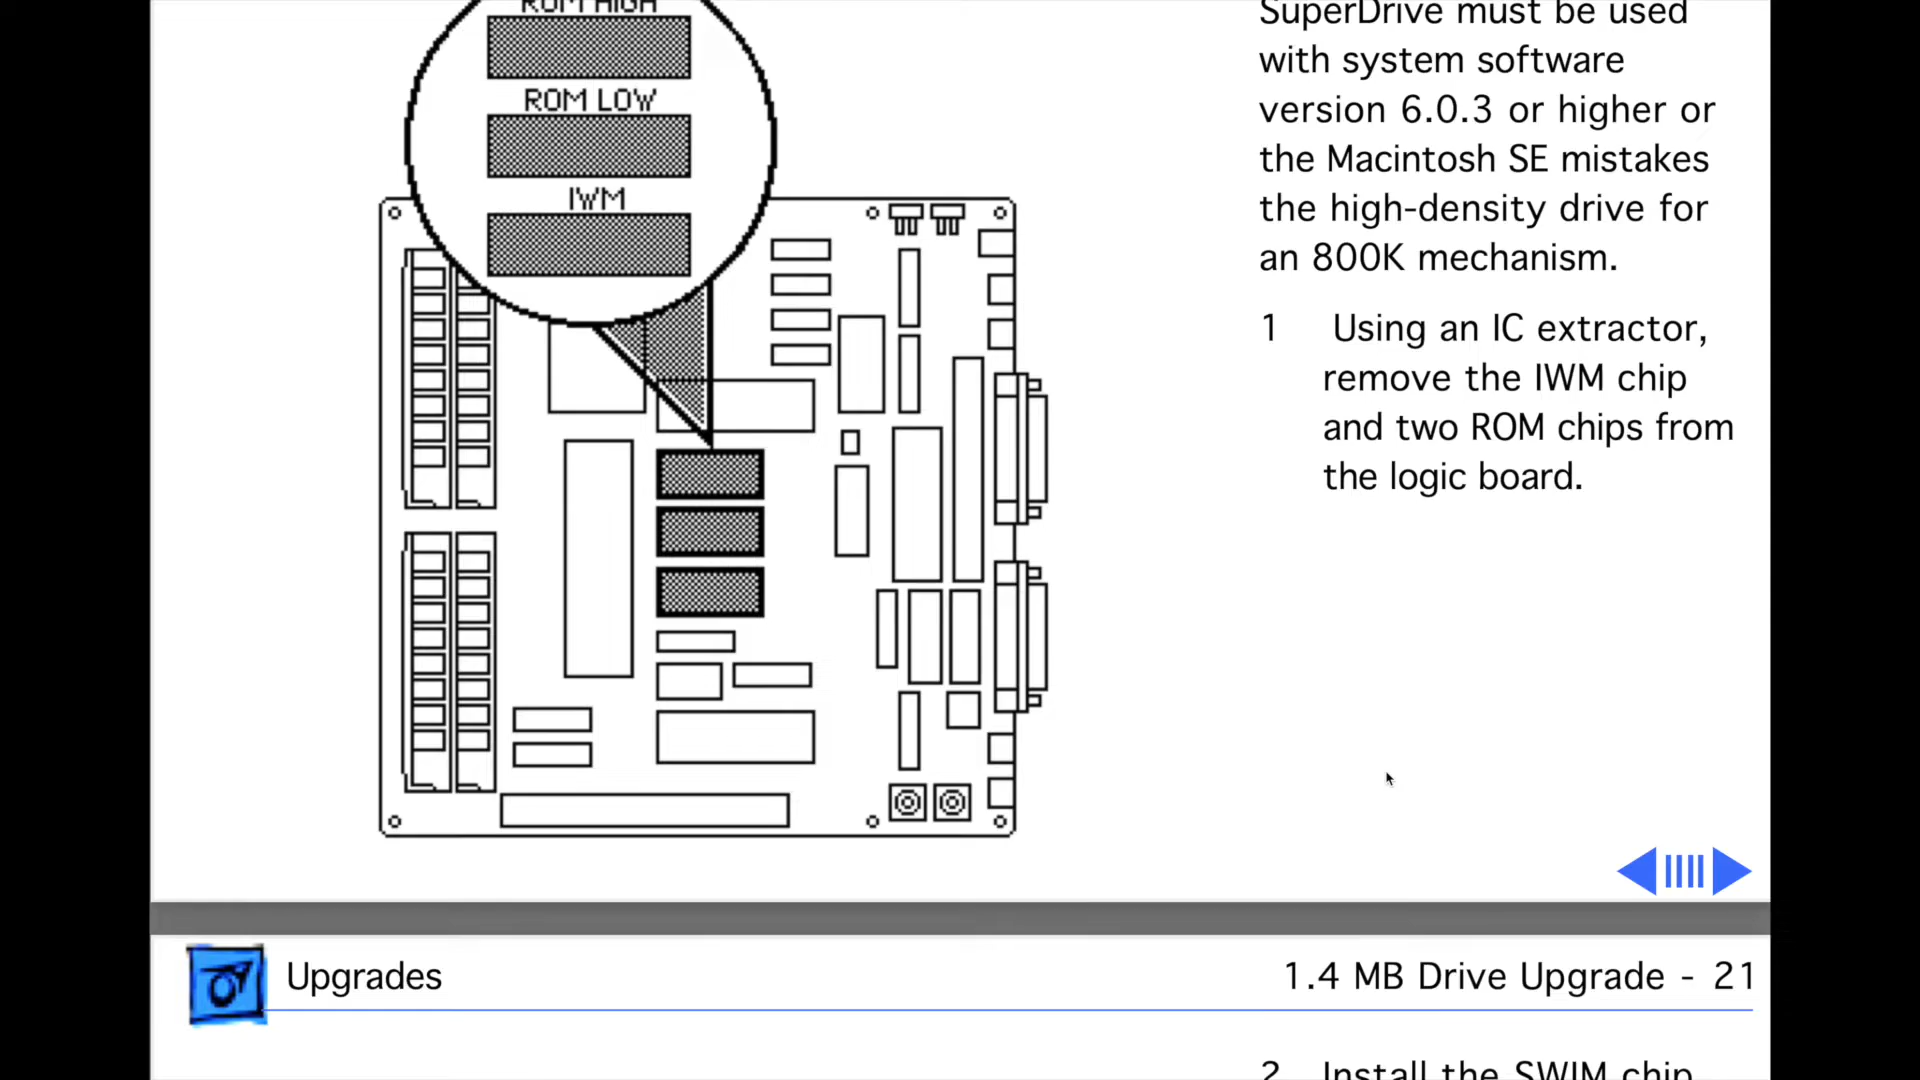 ROM HIGH
ROM LOW
IWM
SuperDrive must be used
with system software
version 6.0.3 or higher or
the Macintosh SE mistakes
the high-density drive for
an 800K mechanism.
1 Using an IC extractor,
remove the IWM chip
and two ROM chips from
the logic board.
Upgrades
1.4 MB Drive Upgrade - 21
2 Install the SWIM chip